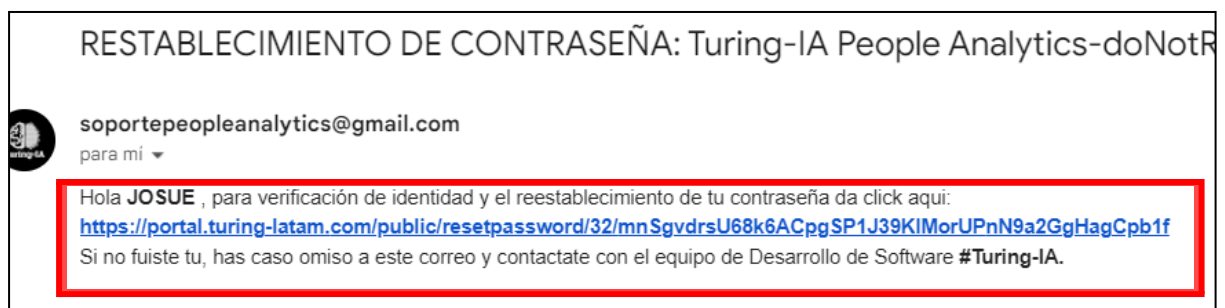 RESTABLECIMIENTO DE CONTRASEÑA: Turing-IA People Analytics-doNotR
soportepeopleanalytics@gmail.com
para mí
Hola JOSUE , para verificación de identidad y el reestablecimiento de tu contraseña da click aqui:
https://portal.turing-latam.com/public/resetpassword/32/mnSgvdrsU68k6ACpgSP1J39KIMorUPnN9a2GgHagCpb1f
Si no fuiste tu, has caso omiso a este correo y contactate con el equipo de Desarrollo de Software #Turing-IA.